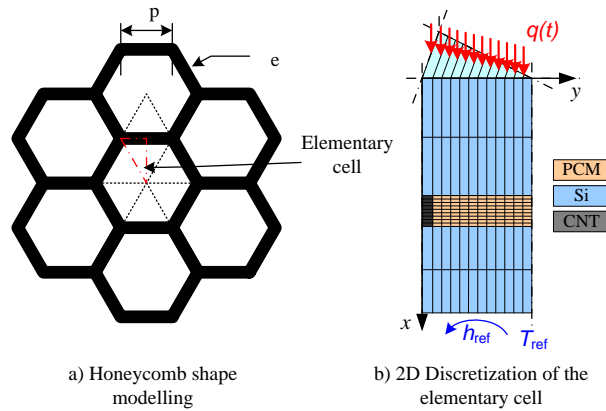 p
e
Elementary
cell
a) Honeycomb shape
modelling
q(t)
y
PCM
Si
CNT
x
h_ref
T_ref
b) 2D Discretization of the
elementary cell